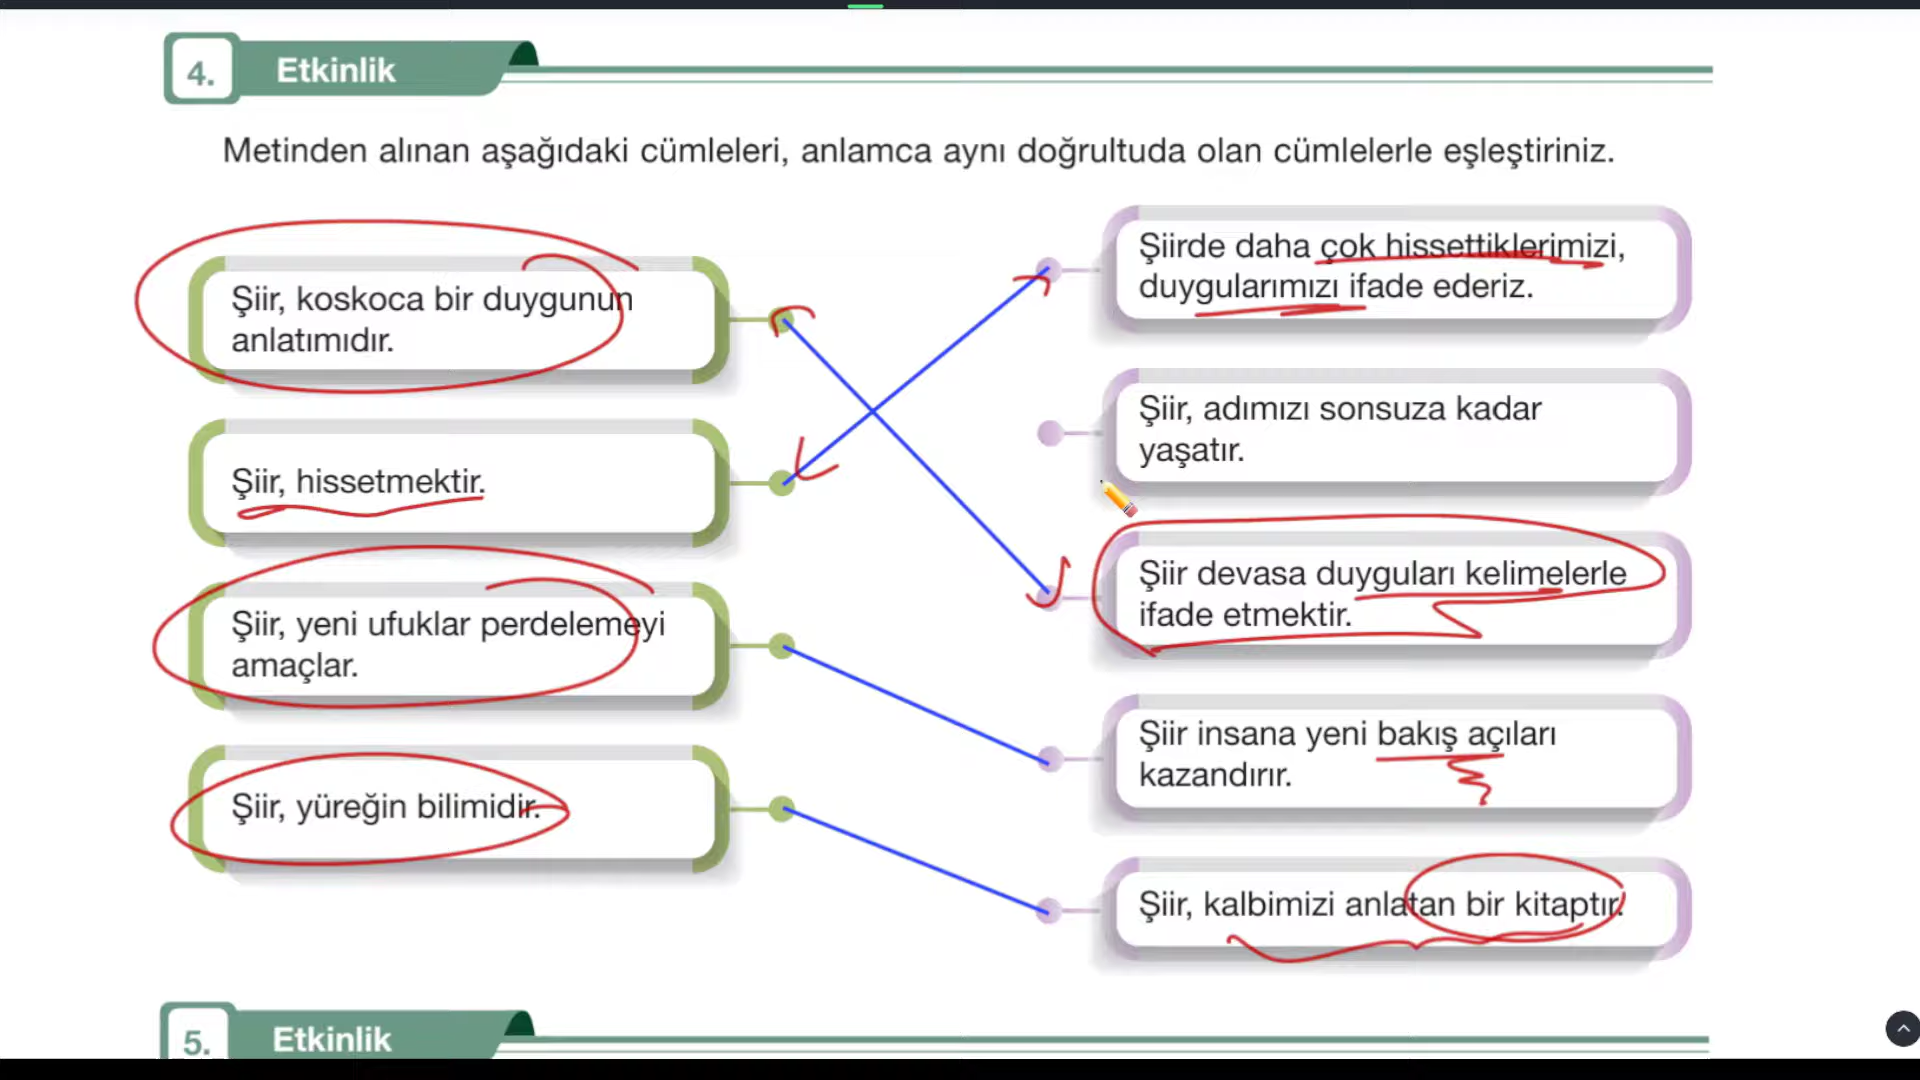 4.
Etkinlik
Metinden alınan aşağıdaki cümleleri, anlamca aynı doğrultuda olan cümlelerle eşleştiriniz.
Şiir, koskoca bir duygunun
anlatımıdır.
Şiir, hissetmektir.
Şiir, yeni ufuklar perdelemeyi
amaçlar.
Şiir, yüreğin bilimidir.
Şiirde daha çok hissettiklerimizi,
duygularımızı ifade ederiz.
Şiir, adımızı sonsuza kadar
yaşatır.
Şiir devasa duyguları kelimelerle
ifade etmektir.
Şiir insana yeni bakış açıları
kazandırır.
Şiir, kalbimizi anlatan bir kitaptır.
5.
Etkinlik